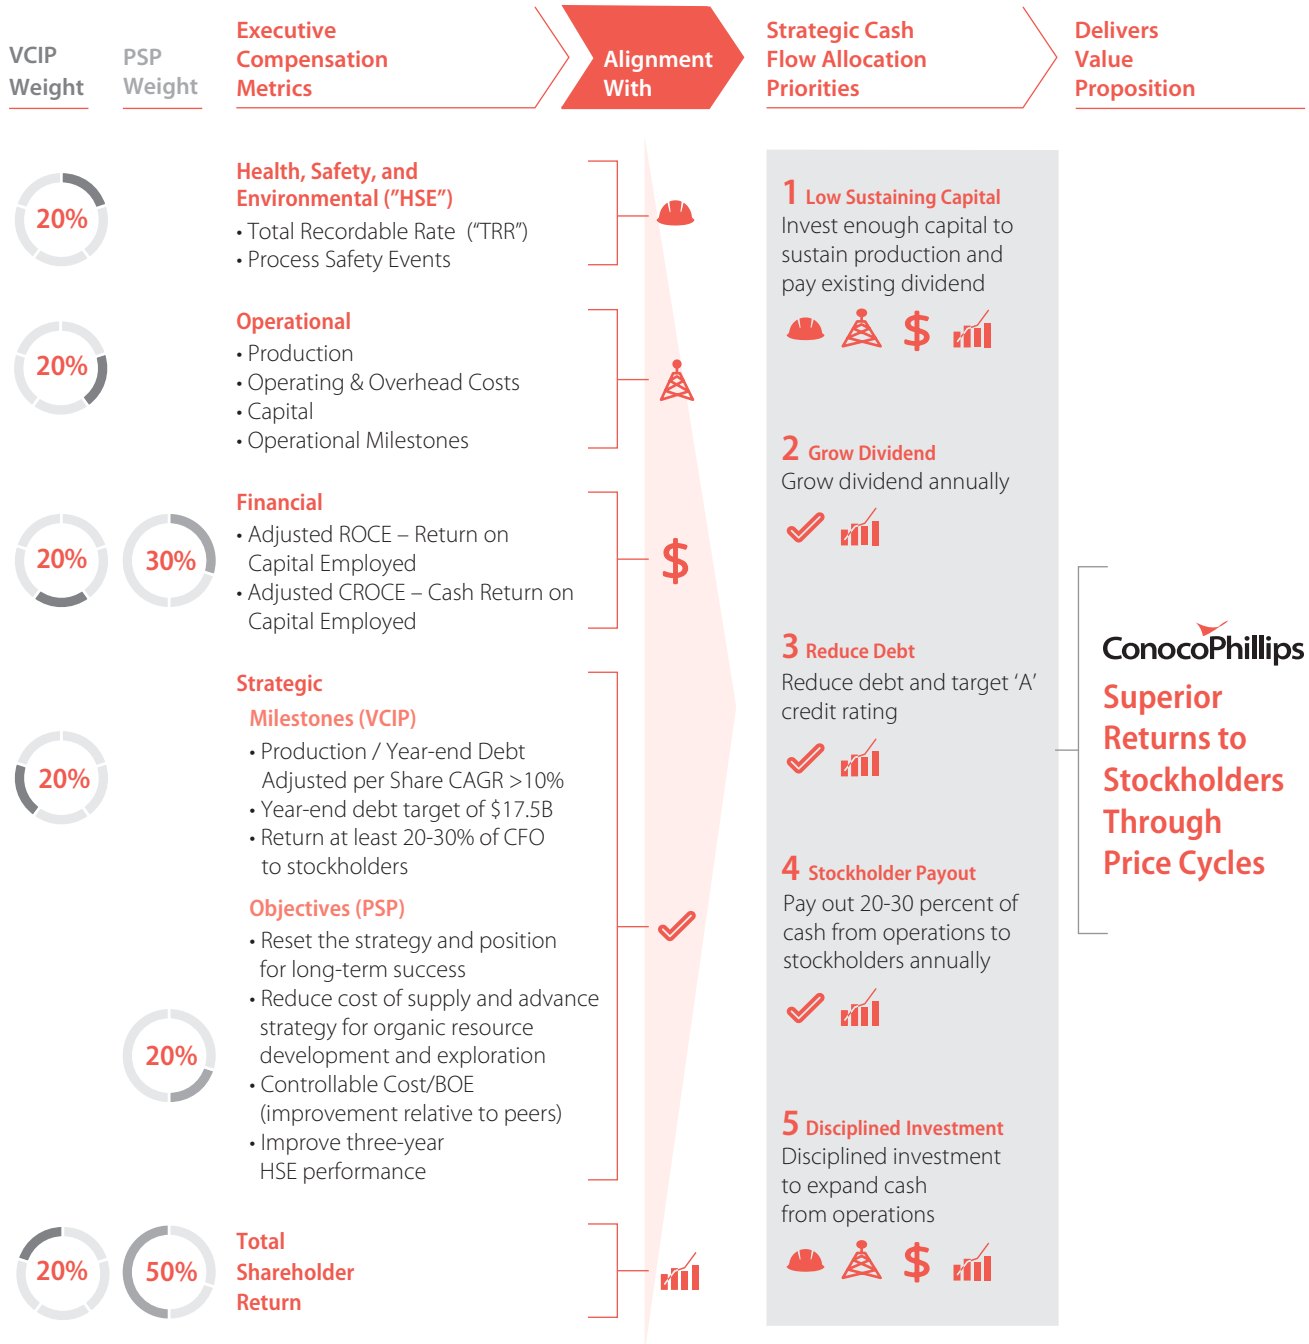 VCIP
Weight
PSP
Weight
Executive
Compensation
Metrics
Alignment
With
Strategic Cash
Flow Allocation
Priorities
Delivers
Value
Proposition
20%
Health, Safety, and
Environmental ("HSE")
• Total Recordable Rate ("TRR")
• Process Safety Events
20%
Operational
• Production
• Operating & Overhead Costs
• Capital
• Operational Milestones
20%
30%
Financial
• Adjusted ROCE – Return on
Capital Employed
• Adjusted CROCE – Cash Return on
Capital Employed
$
20%
Strategic
Milestones (VCIP)
• Production / Year-end Debt
Adjusted per Share CAGR >10%
• Year-end debt target of $17.5B
• Return at least 20-30% of CFO
to stockholders
20%
Objectives (PSP)
• Reset the strategy and position
for long-term success
• Reduce cost of supply and advance
strategy for organic resource
development and exploration
• Controllable Cost/BOE
(improvement relative to peers)
• Improve three-year
HSE performance
20%
50%
Total
Shareholder
Return
1 Low Sustaining Capital
Invest enough capital to
sustain production and
pay existing dividend
$
2 Grow Dividend
Grow dividend annually
3 Reduce Debt
Reduce debt and target ‘A’
credit rating
4 Stockholder Payout
Pay out 20-30 percent of
cash from operations to
stockholders annually
5 Disciplined Investment
Disciplined investment
to expand cash
from operations
$
ConocoPhillips
Superior
Returns to
Stockholders
Through
Price Cycles